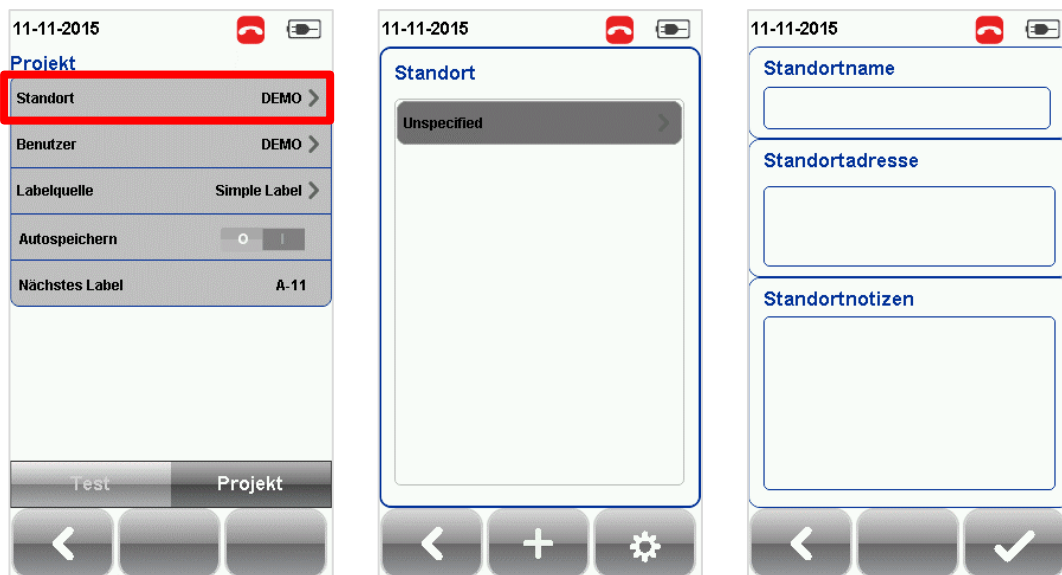 11-11-2015
Projekt
Standort DEMO
Benutzer DEMO
Labelquelle Simple Label
Autospeichern O I
Nächstes Label A-11
Test Projekt
11-11-2015
Standort
Unspecified
11-11-2015
Standortname
Standortadresse
Standortnotizen